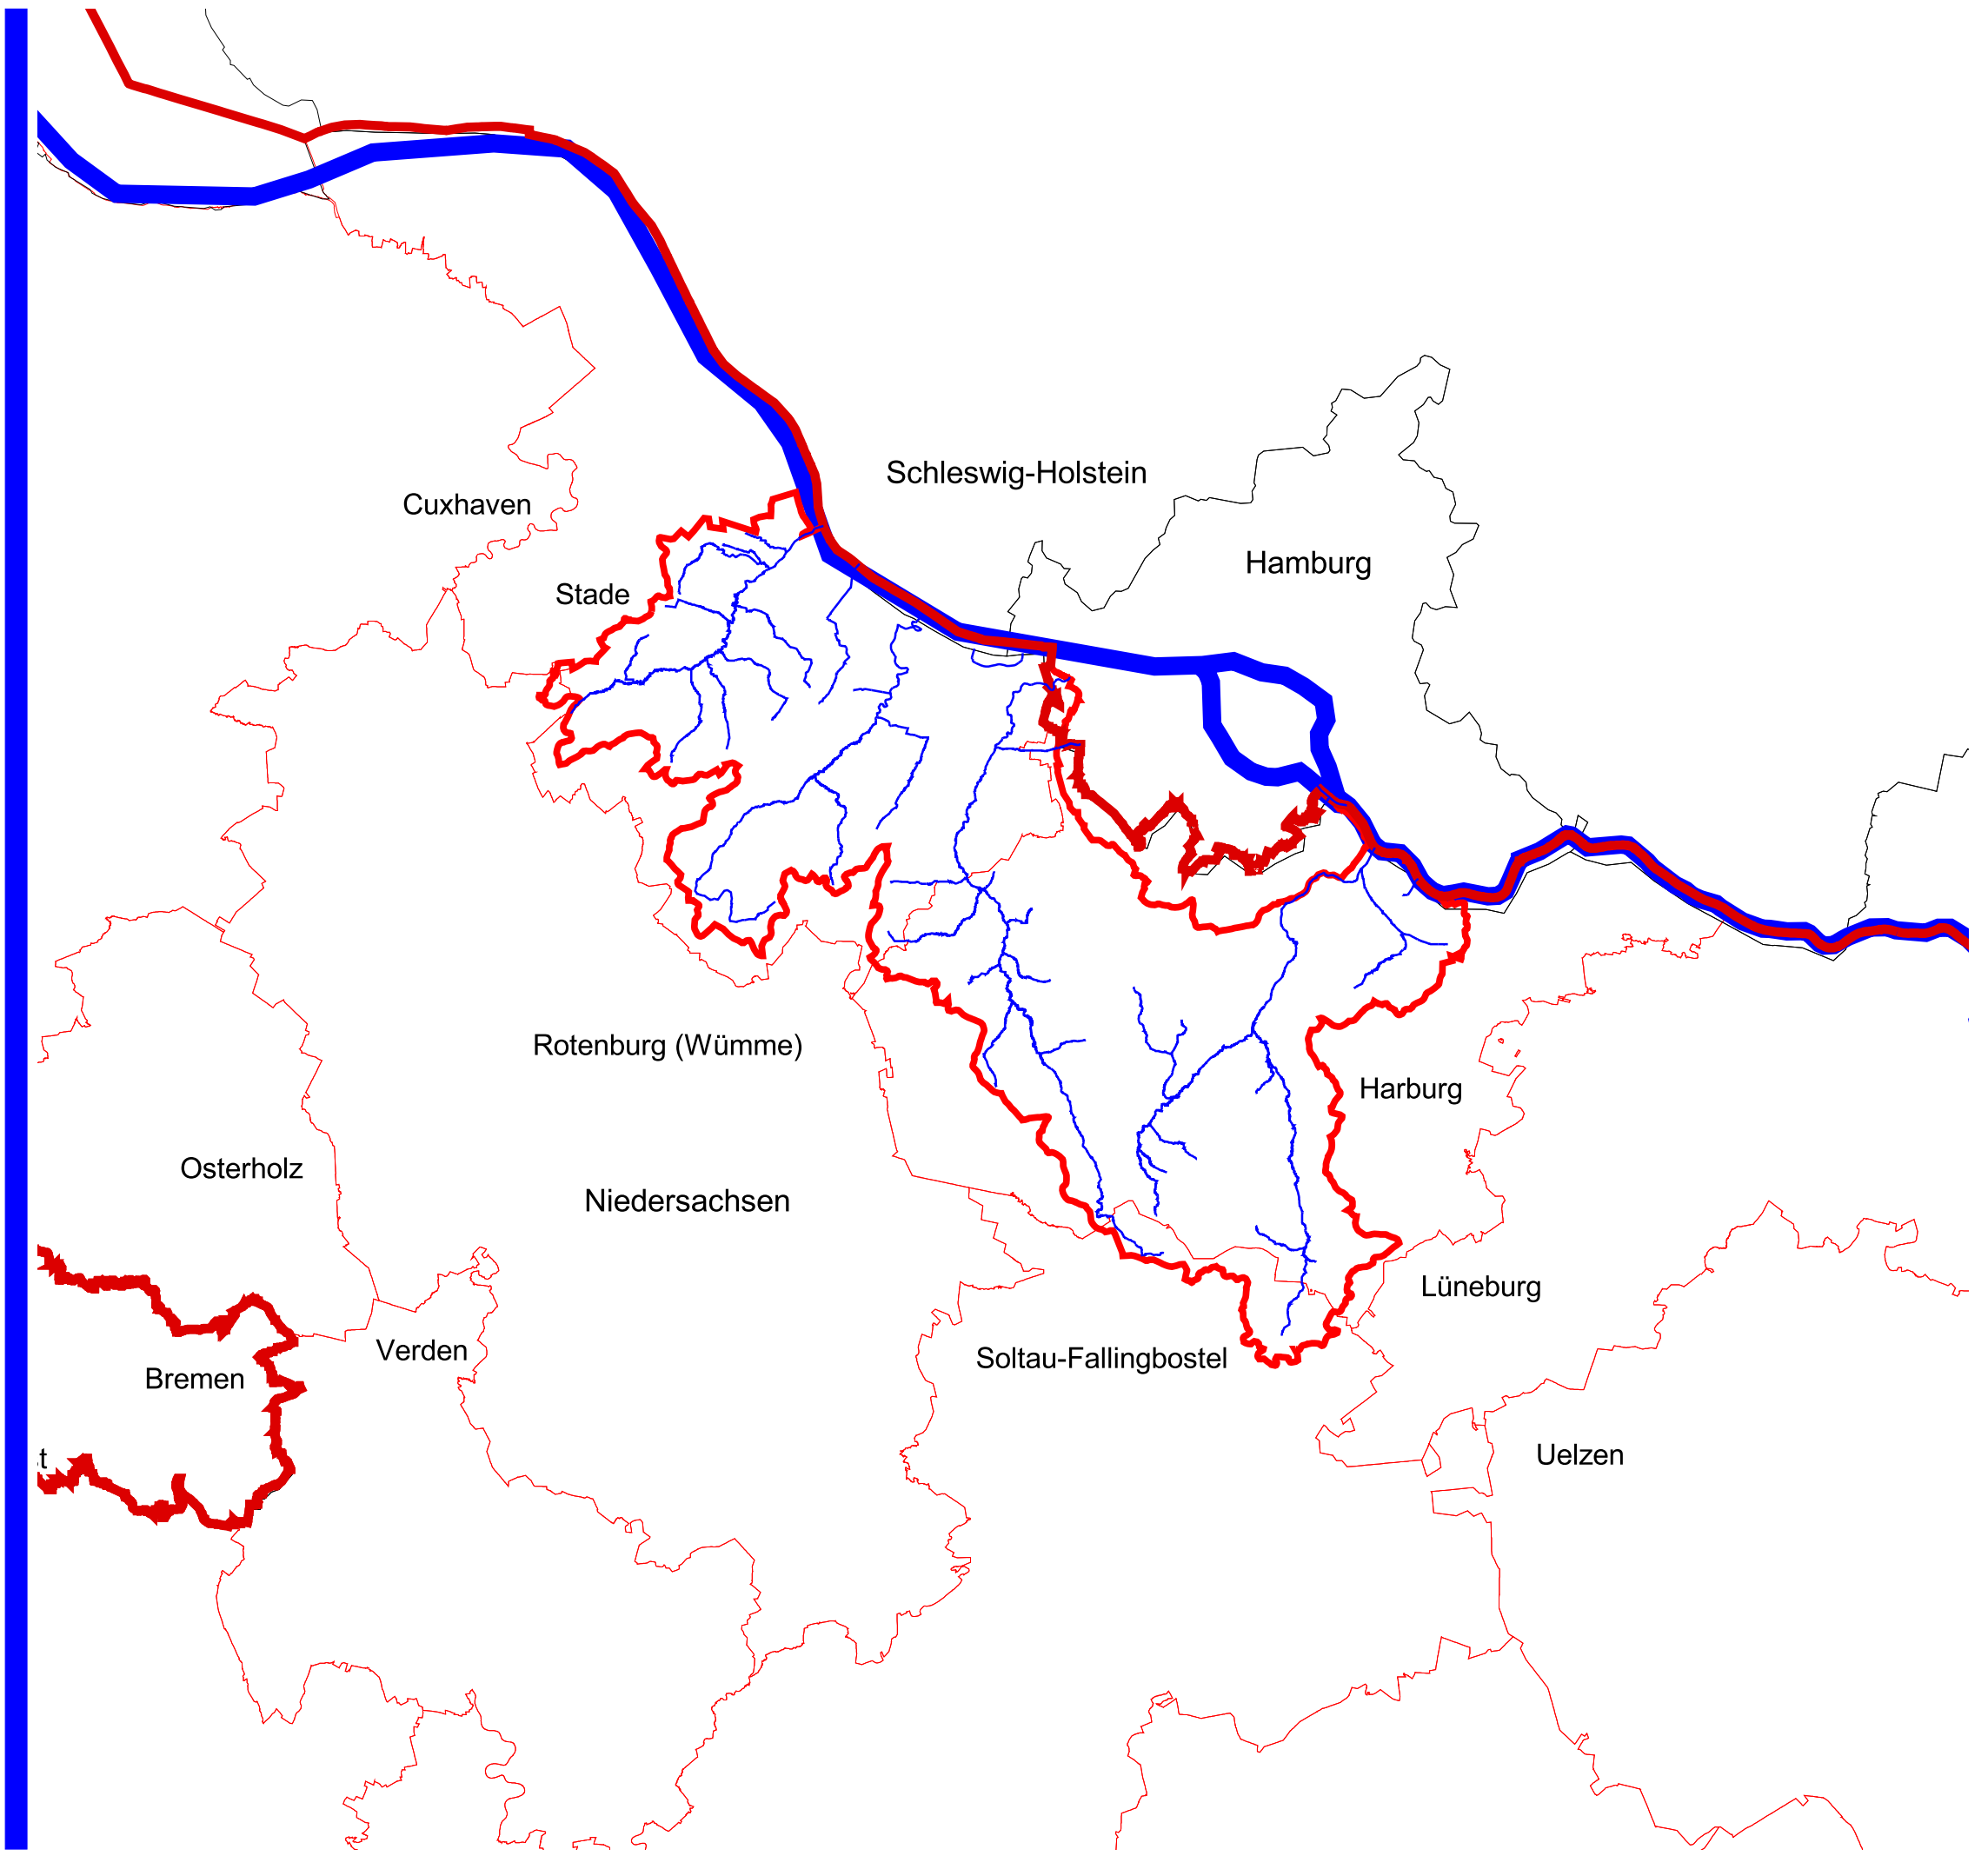 Schleswig-Holstein
Cuxhaven
Hamburg
Stade
Rotenburg (Wümme)
Harburg
Osterholz
Niedersachsen
Lüneburg
Verden
Soltau-Fallingbostel
Bremen
Uelzen